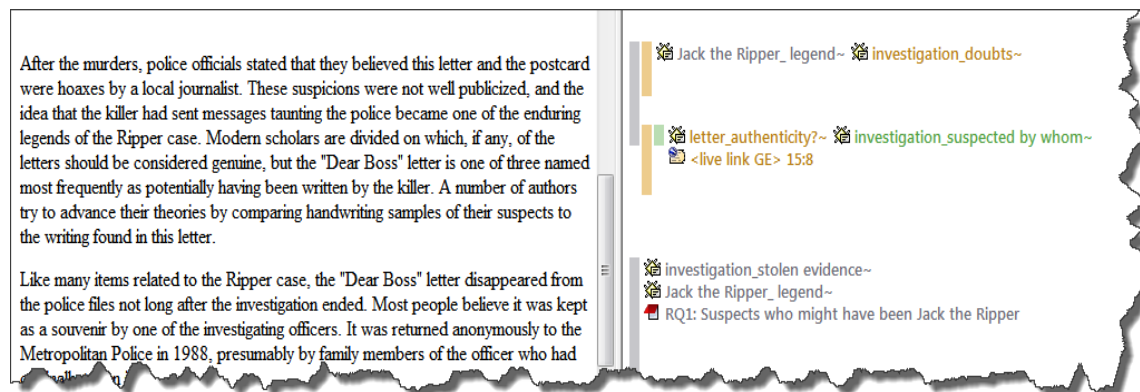 After the murders, police officials stated that they believed this letter and the postcard
were hoaxes by a local journalist. These suspicions were not well publicized, and the
idea that the killer had sent messages taunting the police became one of the enduring
legends of the Ripper case. Modern scholars are divided on which, if any, of the
letters should be considered genuine, but the "Dear Boss" letter is one of three named
most frequently as potentially having been written by the killer. A number of authors
try to advance their theories by comparing handwriting samples of their suspects to
the writing found in this letter.
Like many items related to the Ripper case, the "Dear Boss" letter disappeared from
the police files not long after the investigation ended. Most people believe it was kept
as a souvenir by one of the investigating officers. It was returned anonymously to the
Metropolitan Police in 1988, presumably by family members of the officer who had
Jack the Ripper_ legend~ investigation_doubts~
letter_authenticity?~ investigation_suspected by whom~
<live link GE> 15:8
investigation_stolen evidence~
Jack the Ripper_ legend~
RQ1: Suspects who might have been Jack the Ripper